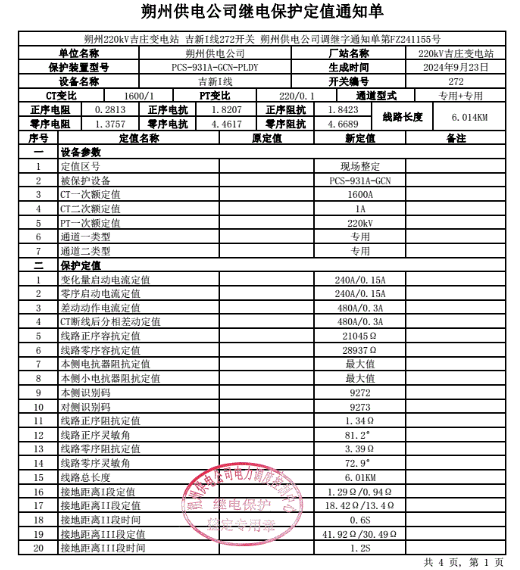 朔州供电公司继电保护定值通知单
朔州220kV吉庄变电站 吉新I线272开关 朔州供电公司调继字通知单第FZ241155号
单位名称 朔州供电公司 厂站名称 220kV吉庄变电站
保护装置型号 PCS-931A-GCN-PLDY 生成时间 2024年9月23日
设备名称 吉新I线 开关编号 272
CT变比 1600/1 PT变比 220/0.1 通道型式 专用+专用
正序电阻 0.2813 正序电抗 1.8207 正序阻抗 1.8423 线路长度 6.014KM
零序电阻 1.3757 零序电抗 4.4617 零序阻抗 4.6689
序号 定值名称 原定值 新定值 备注
一 设备参数
1 定值区号 现场整定
2 被保护设备 PCS-931A-GCN
3 CT一次额定值 1600A
4 CT二次额定值 1A
5 PT一次额定值 220kV
6 通道一类型 专用
7 通道二类型 专用
二 保护定值
1 变化量启动电流定值 240A/0.15A
2 零序启动电流定值 240A/0.15A
3 差动动作电流定值 480A/0.3A
4 CT断线后分相差动定值 480A/0.3A
5 线路正序容抗定值 21045Ω
6 线路零序容抗定值 28937Ω
7 本侧电抗器阻抗定值 最大值
8 本侧小电抗器阻抗定值 最大值
9 本侧识别码 9272
10 对侧识别码 9273
11 线路正序阻抗定值 1.34Ω
12 线路正序灵敏角 81.2°
13 线路零序阻抗定值 3.39Ω
14 线路零序灵敏角 72.9°
15 线路总长度 6.01KM
16 接地距离I段定值 1.29Ω/0.94Ω
17 接地距离II段定值 18.42Ω/13.4Ω
18 接地距离II段时间 0.6S
19 接地距离III段定值 41.92Ω/30.49Ω
20 接地距离III段时间 1.2S
继电保护
共 4 页, 第 1 页